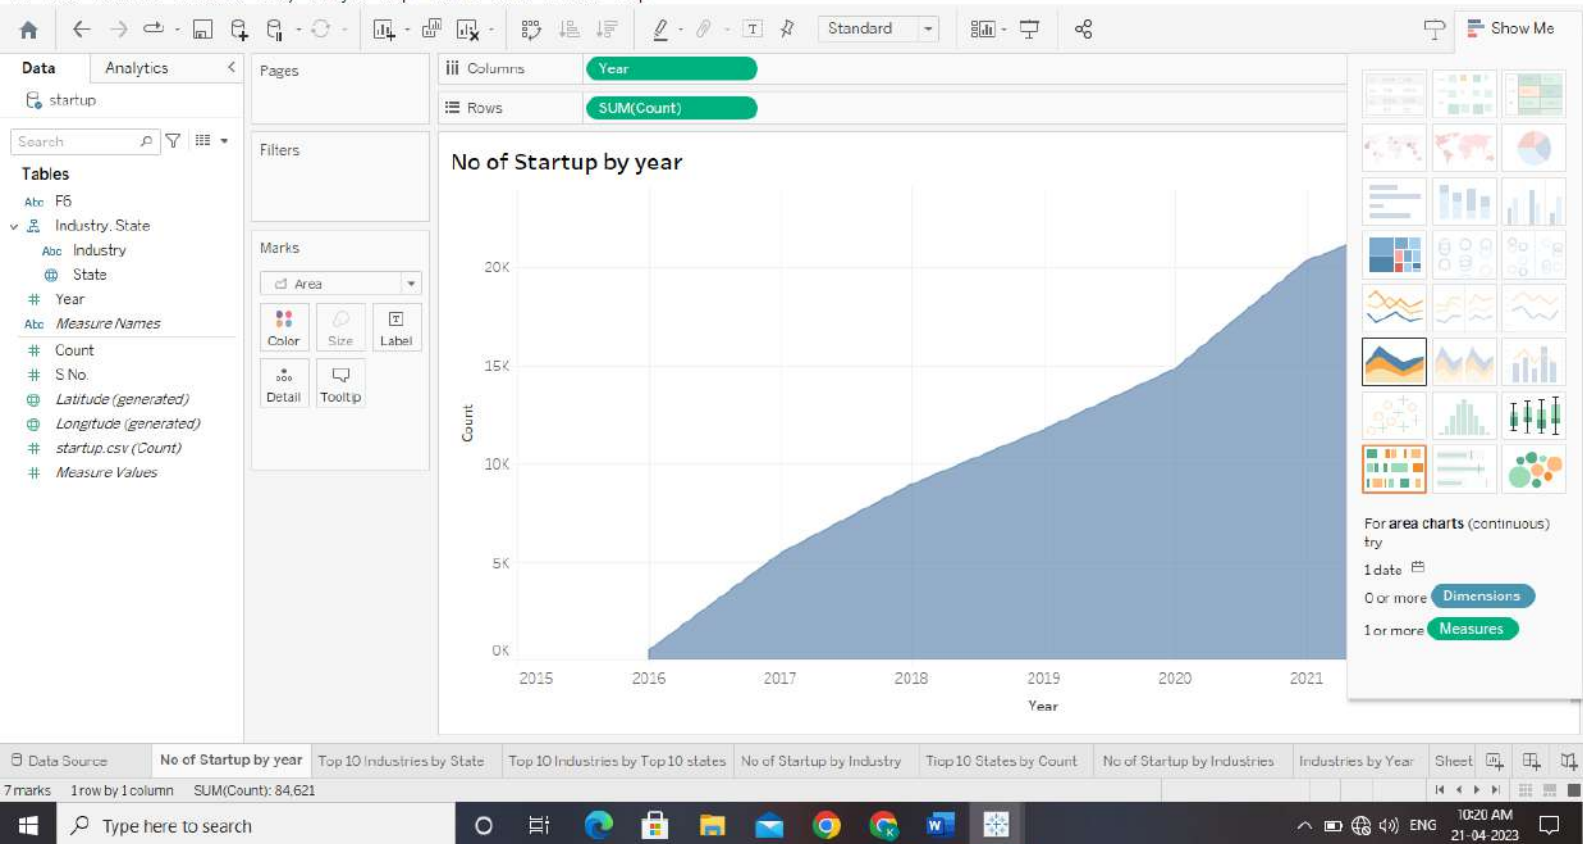 Standard
Show Me
Data
Analytics
startup
Search
Tables
Abc F6
Industry, State
Abc Industry
State
# Year
Abc Measure Names
# Count
# S No.
Latitude (generated)
Longitude (generated)
# startup.csv (Count)
# Measure Values
Pages
Filters
Marks
Area
Color
Size
Label
Detail
Tooltip
Columns
Year
Rows
SUM(Count)
No of Startup by year
20K
15K
10K
5K
0K
Count
2015
2016
2017
2018
2019
2020
2021
Year
For area charts (continuous)
try
1 date
0 or more Dimensions
1 or more Measures
Data Source
No of Startup by year
Top 10 Industries by State
Top 10 Industries by Top 10 states
No of Startup by Industry
Tiop 10 States by Count
No of Startup by Industries
Industries by Year
Sheet
7 marks
1 row by 1 column
SUM(Count): 84,621
Type here to search
ENG
10:20 AM
21-04-2023